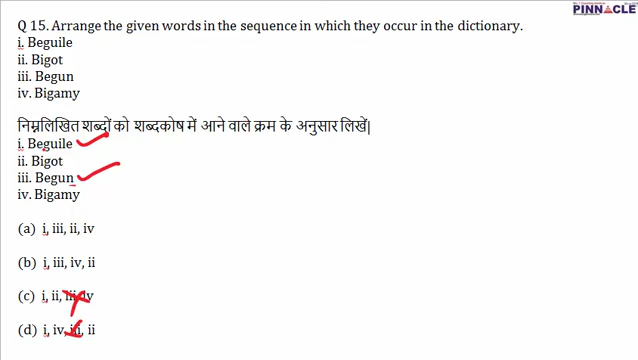 PINNACLE
Q 15. Arrange the given words in the sequence in which they occur in the dictionary.
i. Beguile
ii. Bigot
iii. Begun
iv. Bigamy
निम्नलिखित शब्दों को शब्दकोष में आने वाले क्रम के अनुसार लिखें|
i. Beguile
ii. Bigot
iii. Begun
iv. Bigamy
(a) i, iii, ii, iv
(b) i, iii, iv, ii
(c) i, ii, iii, iv
(d) i, iv, iii, ii